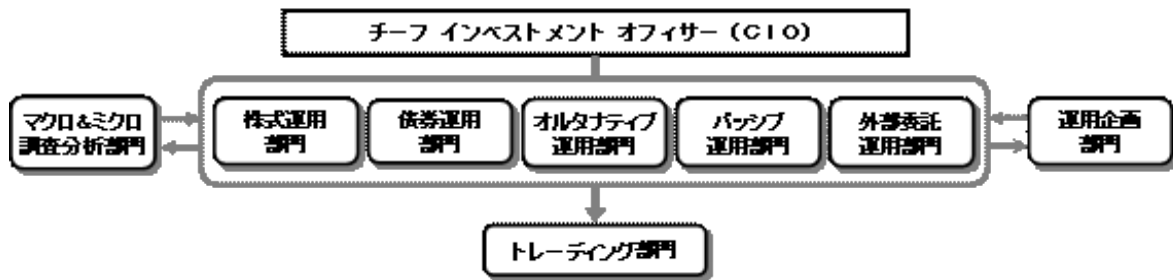 チーフ インベストメント オフィサー（CIO）
マクロ&ミクロ
調査分析部門
株式運用
部門
債券運用
部門
オルタナティブ
運用部門
パッシブ
運用部門
外部委託
運用部門
運用企画
部門
トレーディング部門